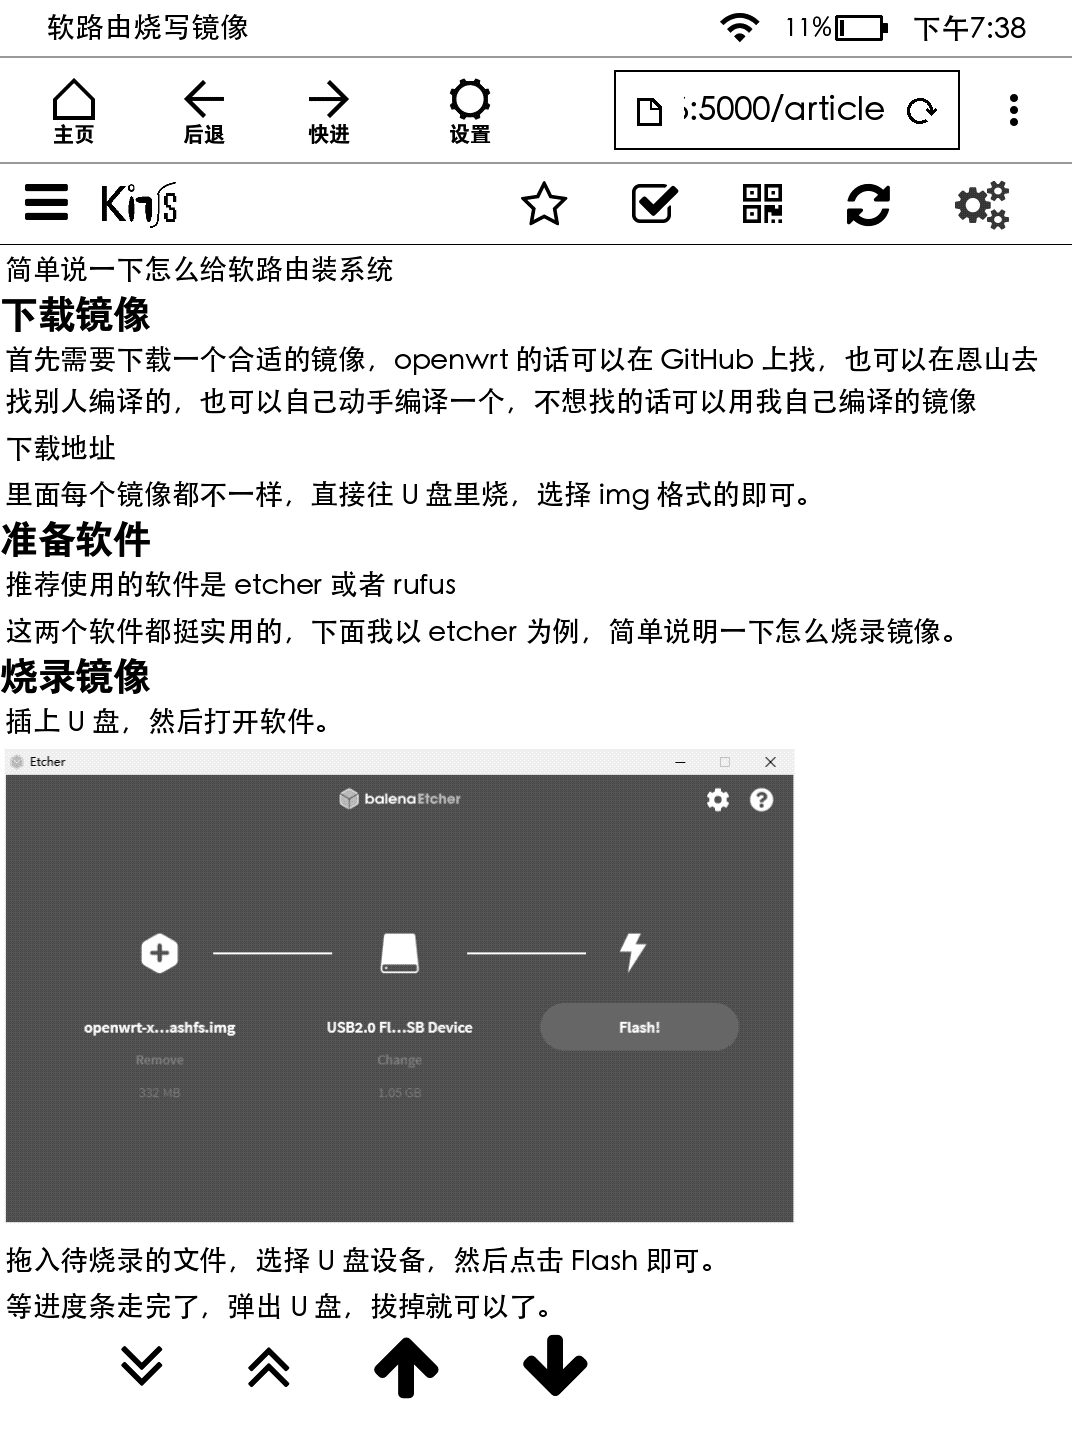 软路由烧写镜像
11% 下午7:38
主页 后退 快进 设置 :5000/article
Kinds
简单说一下怎么给软路由装系统
下载镜像
首先需要下载一个合适的镜像，openwrt 的话可以在 GitHub 上找，也可以在恩山去
找别人编译的，也可以自己动手编译一个，不想找的话可以用我自己编译的镜像
下载地址
里面每个镜像都不一样，直接往 U 盘里烧，选择 img 格式的即可。
准备软件
推荐使用的软件是 etcher 或者 rufus
这两个软件都挺实用的，下面我以 etcher 为例，简单说明一下怎么烧录镜像。
烧录镜像
插上 U 盘，然后打开软件。
Etcher
balenaEtcher
openwrt-x...ashfs.img USB2.0 Fl...SB Device Flash!
Remove Change
332 MB 1.05 GB
拖入待烧录的文件，选择 U 盘设备，然后点击 Flash 即可。
等进度条走完了，弹出 U 盘，拔掉就可以了。